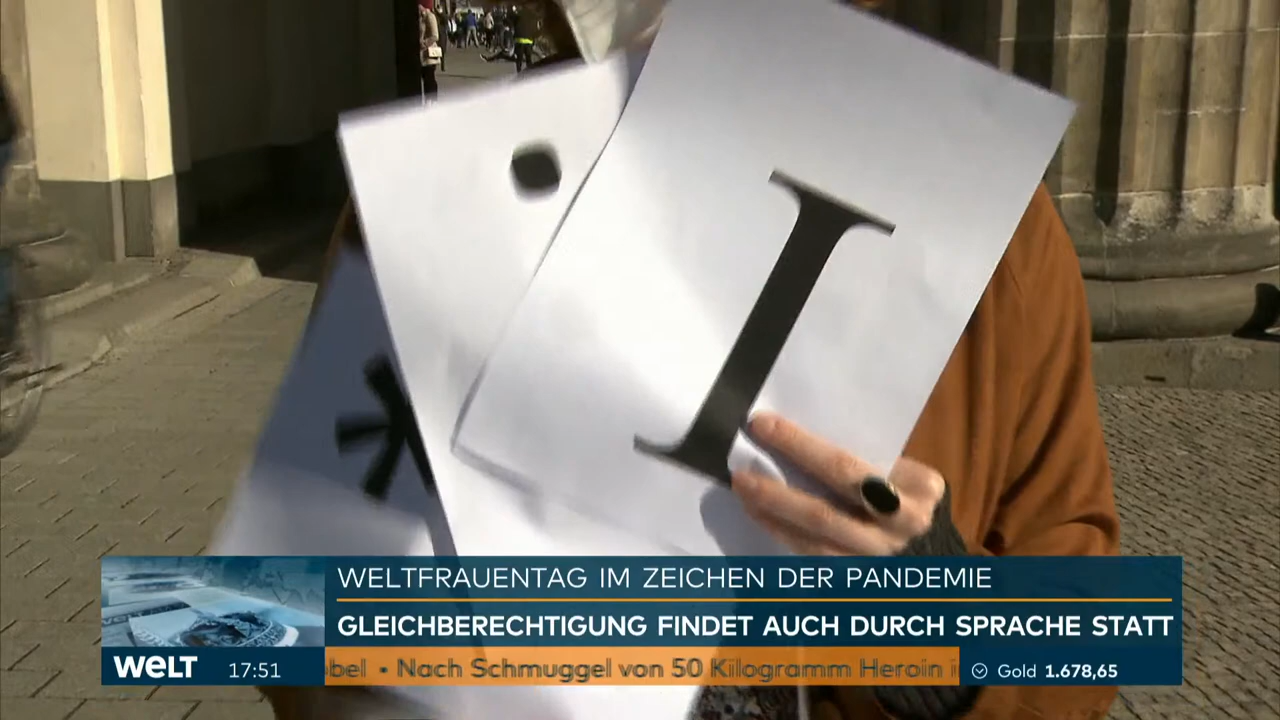 ·
I
*
WELTFRAUENTAG IM ZEICHEN DER PANDEMIE
GLEICHBERECHTIGUNG FINDET AUCH DURCH SPRACHE STATT
welt 17:51 · Nach Schmuggel von 50 Kilogramm Heroin Gold 1.678,65